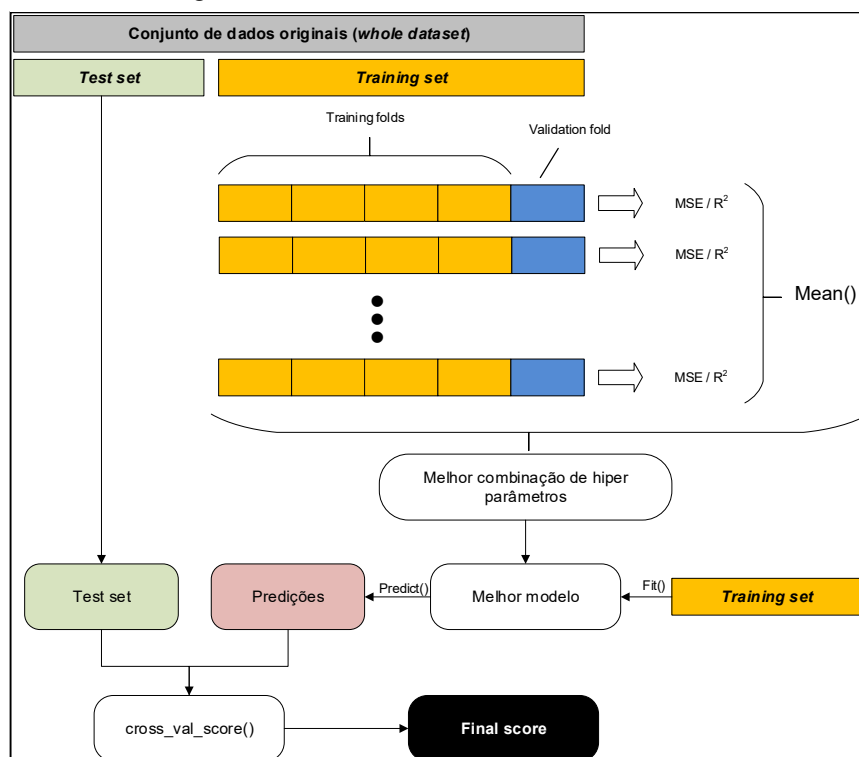 Conjunto de dados originais (whole dataset)
Test set
Training set
Training folds
Validation fold
MSE / R²
MSE / R²
Mean()
MSE / R²
Melhor combinação de hiper
parâmetros
Test set
Predições
Predict()
Melhor modelo
Fit()
Training set
cross_val_score()
Final score